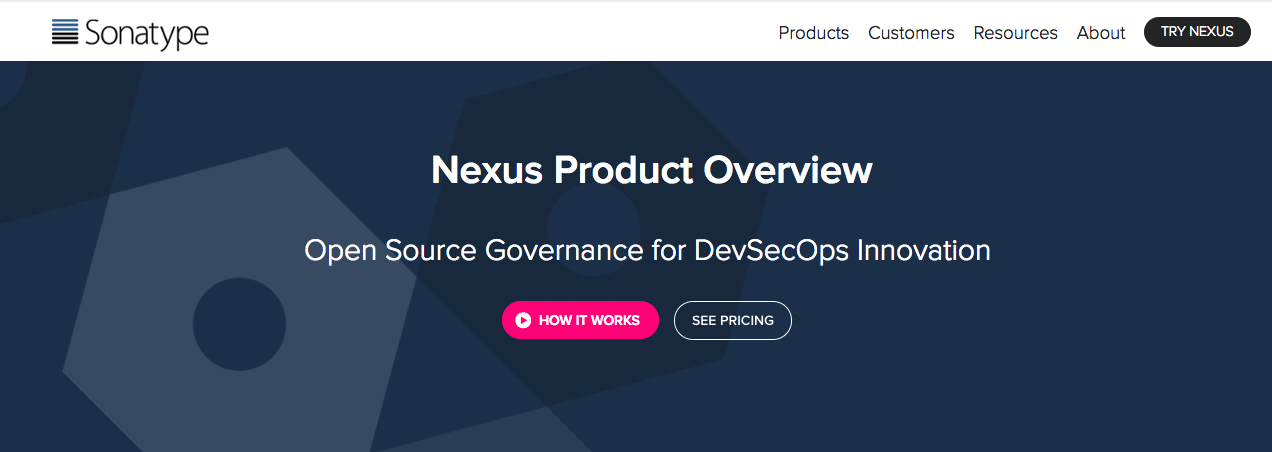 Sonatype
Products Customers Resources About TRY NEXUS
Nexus Product Overview
Open Source Governance for DevSecOps Innovation
HOW IT WORKS SEE PRICING